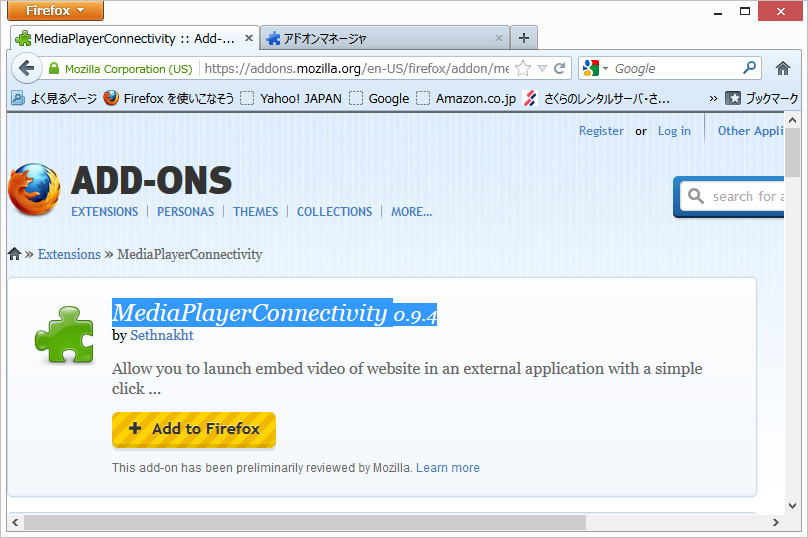 Firefox
MediaPlayerConnectivity :: Add-...
アドオンマネージャ
Mozilla Corporation (US)
https://addons.mozilla.org/en-US/firefox/addon/me
Google
よく見るページ
Firefox を使いこなそう
Yahoo! JAPAN
Google
Amazon.co.jp
さくらのレンタルサーバ・さ...
»
ブックマーク
Register or Log in
Other Appli
ADD-ONS
EXTENSIONS
PERSONAS
THEMES
COLLECTIONS
MORE...
search for a
» Extensions » MediaPlayerConnectivity
MediaPlayerConnectivity 0.9.4
by Sethnakht
Allow you to launch embed video of website in an external application with a simple
click ...
+ Add to Firefox
This add-on has been preliminarily reviewed by Mozilla. Learn more